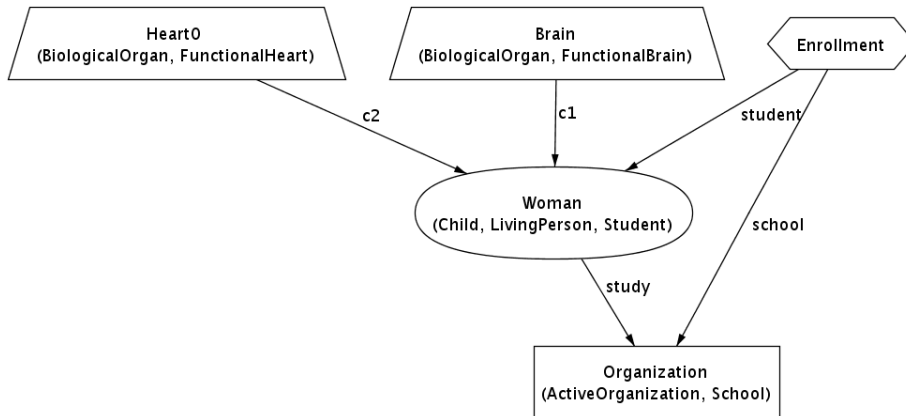 Heart0
(BiologicalOrgan, FunctionalHeart)
Brain
(BiologicalOrgan, FunctionalBrain)
Enrollment
c2
c1
student
Woman
(Child, LivingPerson, Student)
school
study
Organization
(ActiveOrganization, School)